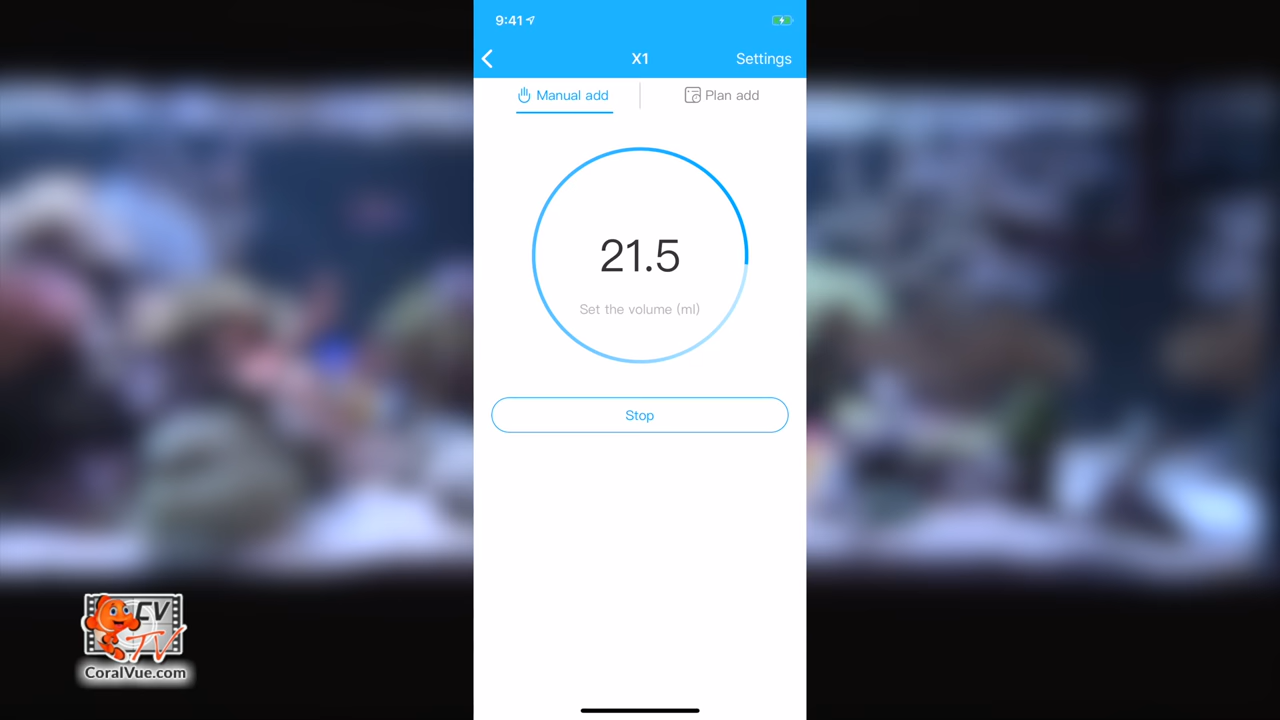 9:41
X1
Settings
Manual add
Plan add
21.5
Set the volume (ml)
Stop
CV
TV
CoralVue.com